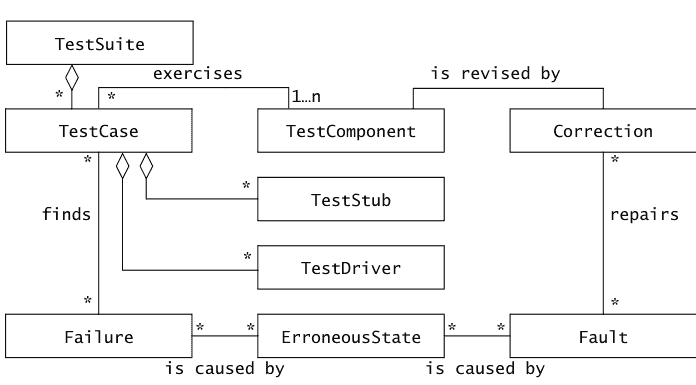 TestSuite
exercises
is revised by
*
*
1…n
TestCase
TestComponent
Correction
*
*
*
TestStub
finds
repairs
*
TestDriver
*
*
Failure
*
*
ErroneousState
*
*
Fault
is caused by
is caused by